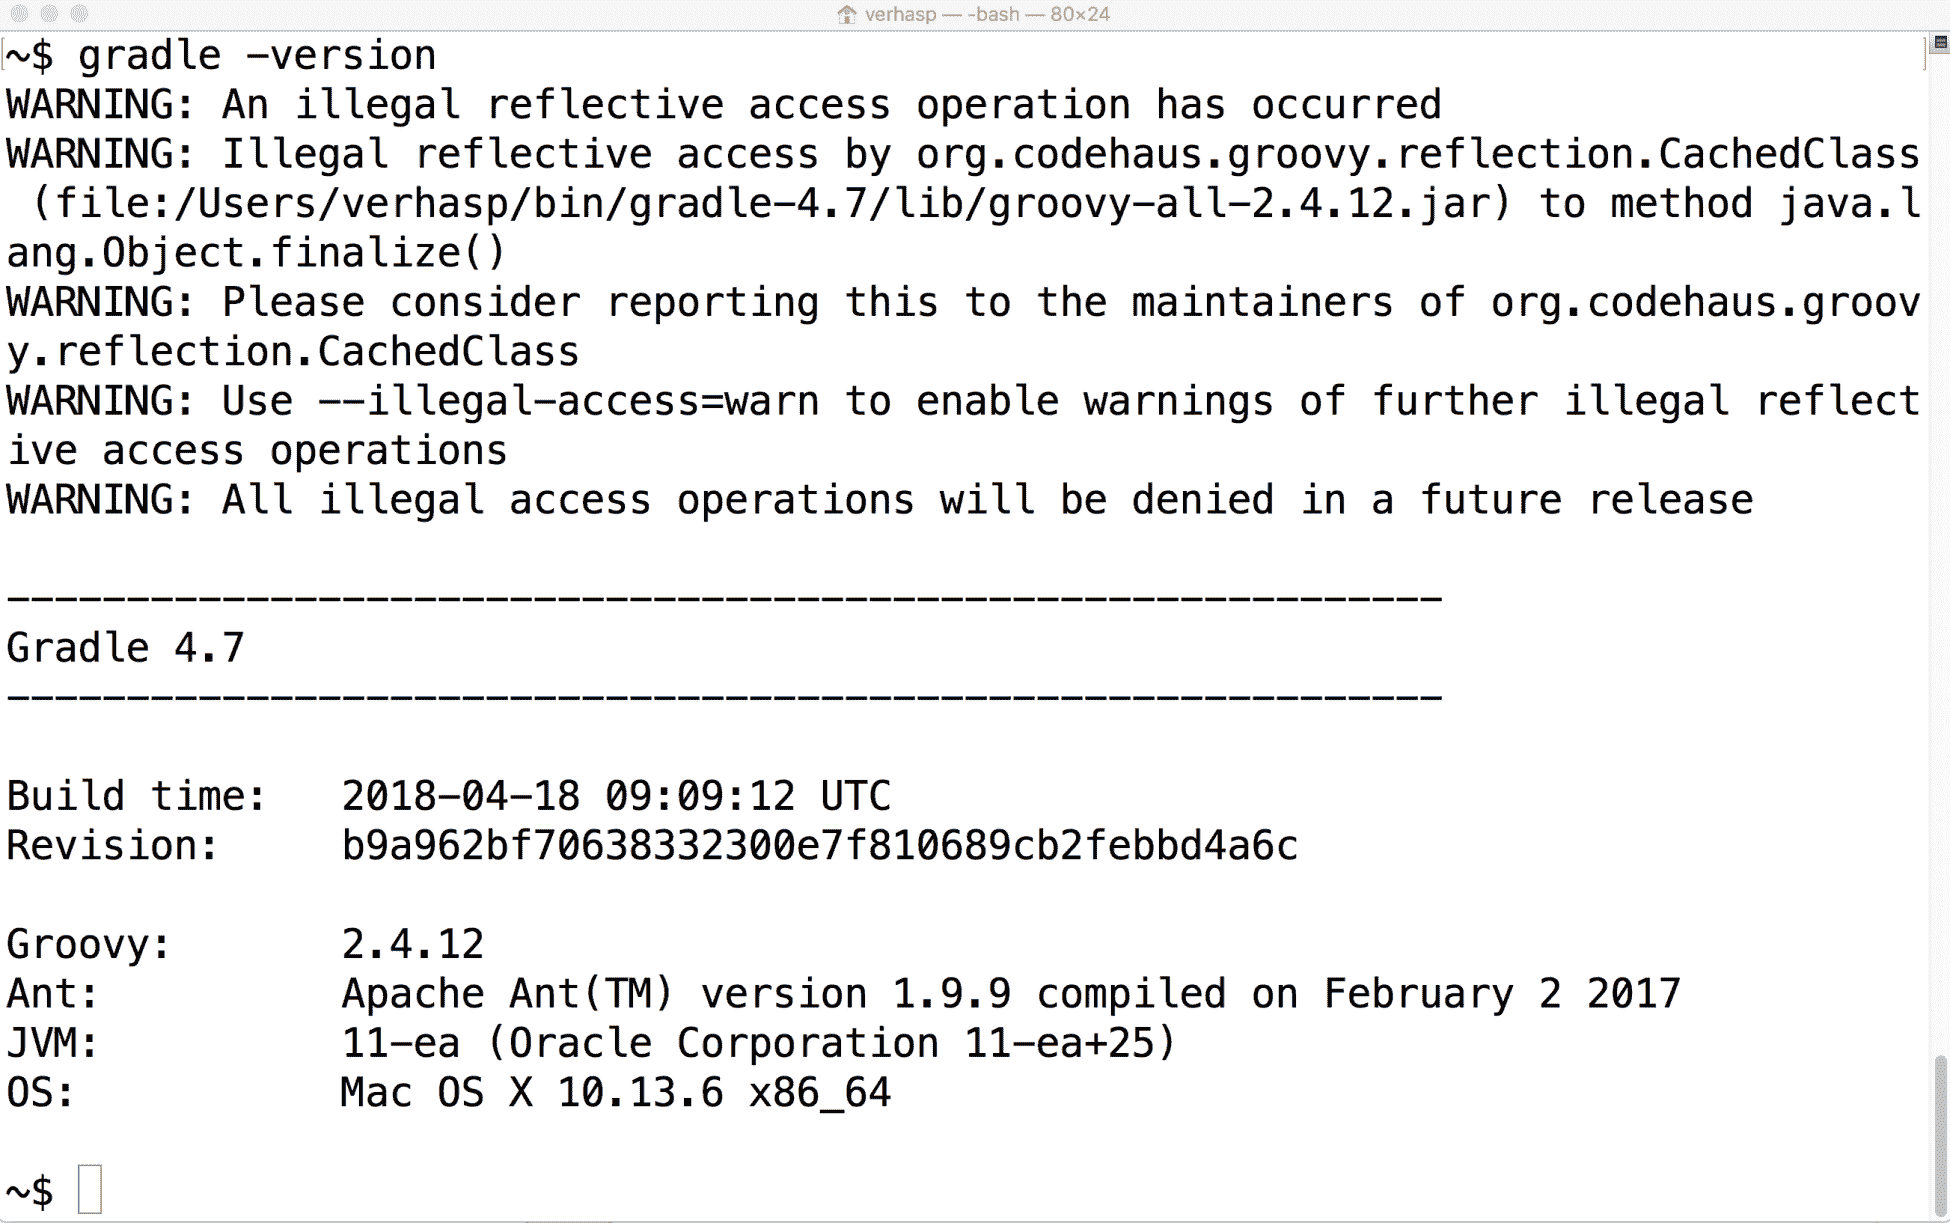 verhasp — -bash — 80×24
~$ gradle -version
WARNING: An illegal reflective access operation has occurred
WARNING: Illegal reflective access by org.codehaus.groovy.reflection.CachedClass
 (file:/Users/verhasp/bin/gradle-4.7/lib/groovy-all-2.4.12.jar) to method java.l
ang.Object.finalize()
WARNING: Please consider reporting this to the maintainers of org.codehaus.groov
y.reflection.CachedClass
WARNING: Use --illegal-access=warn to enable warnings of further illegal reflect
ive access operations
WARNING: All illegal access operations will be denied in a future release
------------------------------------------------------------
Gradle 4.7
------------------------------------------------------------
Build time:   2018-04-18 09:09:12 UTC
Revision:     b9a962bf70638332300e7f810689cb2febbd4a6c
Groovy:       2.4.12
Ant:          Apache Ant(TM) version 1.9.9 compiled on February 2 2017
JVM:          11-ea (Oracle Corporation 11-ea+25)
OS:           Mac OS X 10.13.6 x86_64
~$